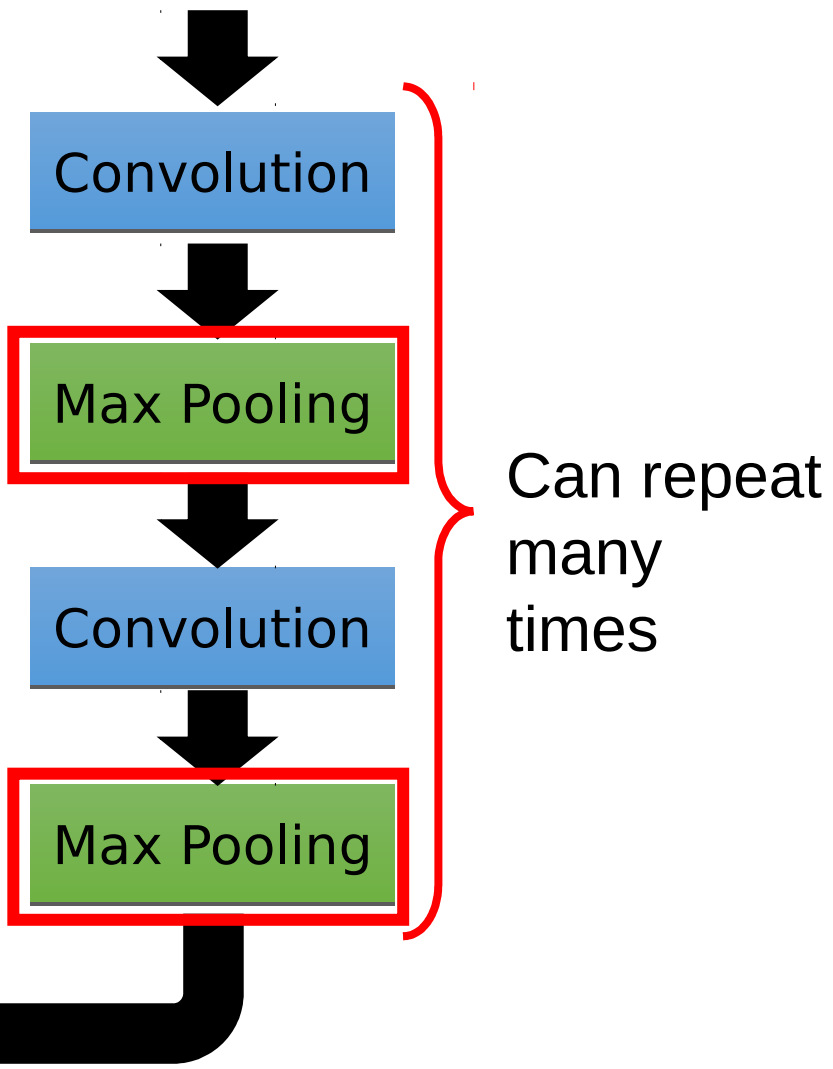 Convolution
Max Pooling
Convolution
Max Pooling
Can repeat
many
times